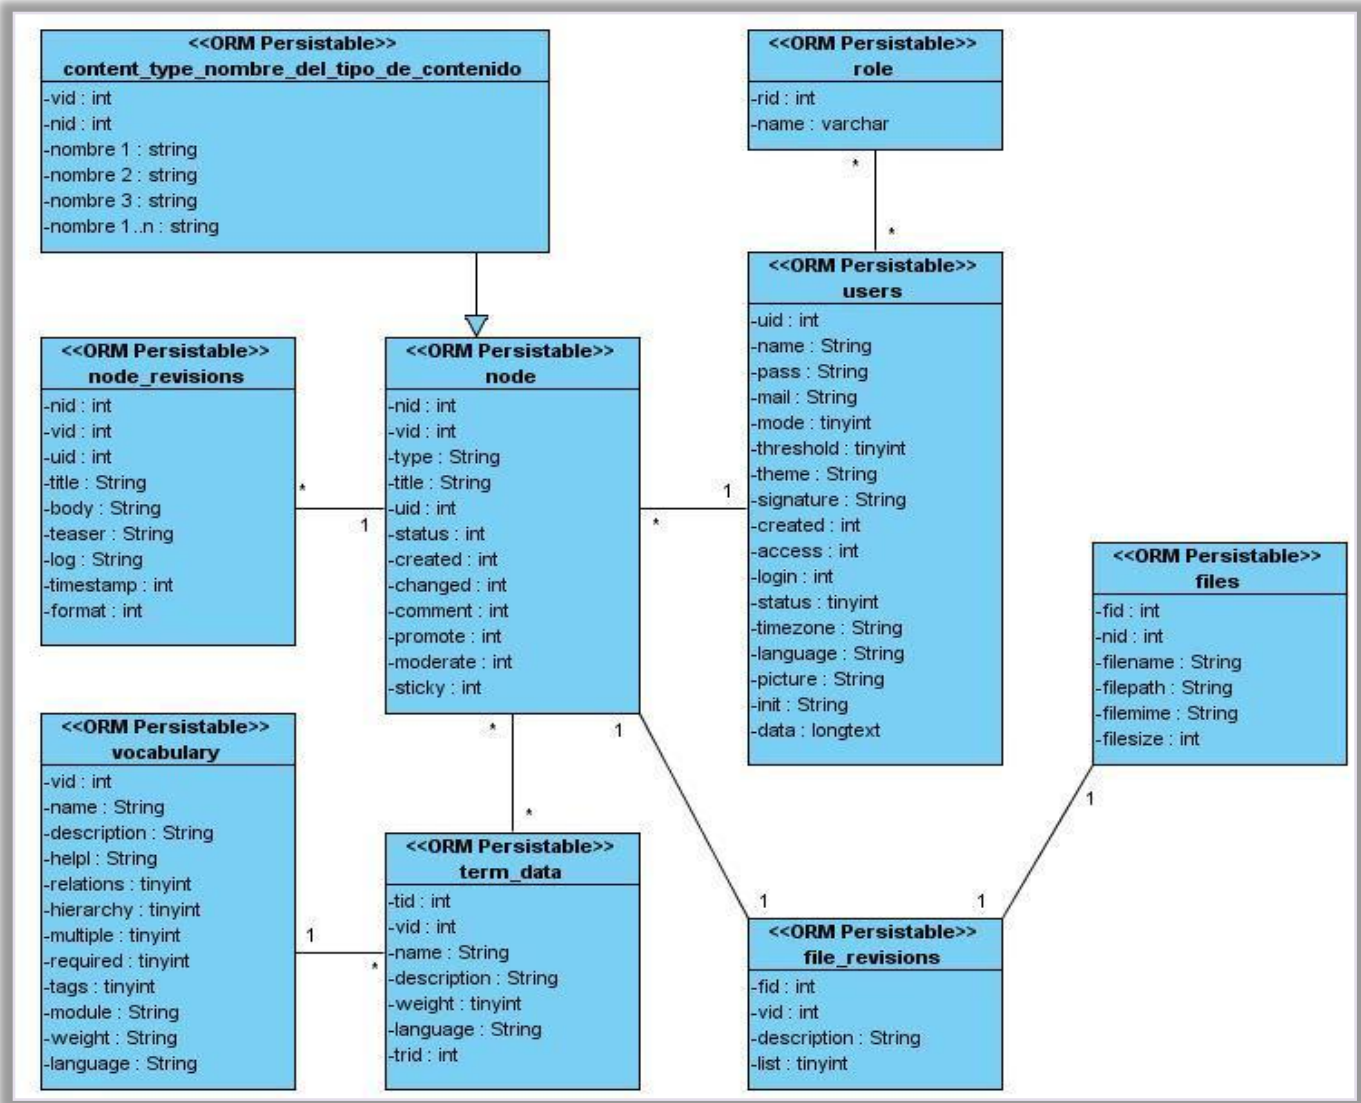 <<ORM Persistable>>
content_type_nombre_del_tipo_de_contenido
-vid : int
-nid : int
-nombre 1 : string
-nombre 2 : string
-nombre 3 : string
-nombre 1..n : string
<<ORM Persistable>>
role
-rid : int
-name : varchar
*
*
<<ORM Persistable>>
users
-uid : int
-name : String
-pass : String
-mail : String
-mode : tinyint
-threshold : tinyint
-theme : String
-signature : String
-created : int
-access : int
-login : int
-status : tinyint
-timezone : String
-language : String
-picture : String
-init : String
-data : longtext
<<ORM Persistable>>
node_revisions
-nid : int
-vid : int
-uid : int
-title : String
-body : String
-teaser : String
-log : String
-timestamp : int
-format : int
*
1
<<ORM Persistable>>
node
-nid : int
-vid : int
-type : String
-title : String
-uid : int
-status : int
-created : int
-changed : int
-comment : int
-promote : int
-moderate : int
-sticky : int
1
*
<<ORM Persistable>>
files
-fid : int
-nid : int
-filename : String
-filepath : String
-filemime : String
-filesize : int
<<ORM Persistable>>
vocabulary
-vid : int
-name : String
-description : String
-helpl : String
-relations : tinyint
-hierarchy : tinyint
-multiple : tinyint
-required : tinyint
-tags : tinyint
-module : String
-weight : String
-language : String
1
*
*
1
*
<<ORM Persistable>>
term_data
-tid : int
-vid : int
-name : String
-description : String
-weight : tinyint
-language : String
-trid : int
1
1
1
<<ORM Persistable>>
file_revisions
-fid : int
-vid : int
-description : String
-list : tinyint